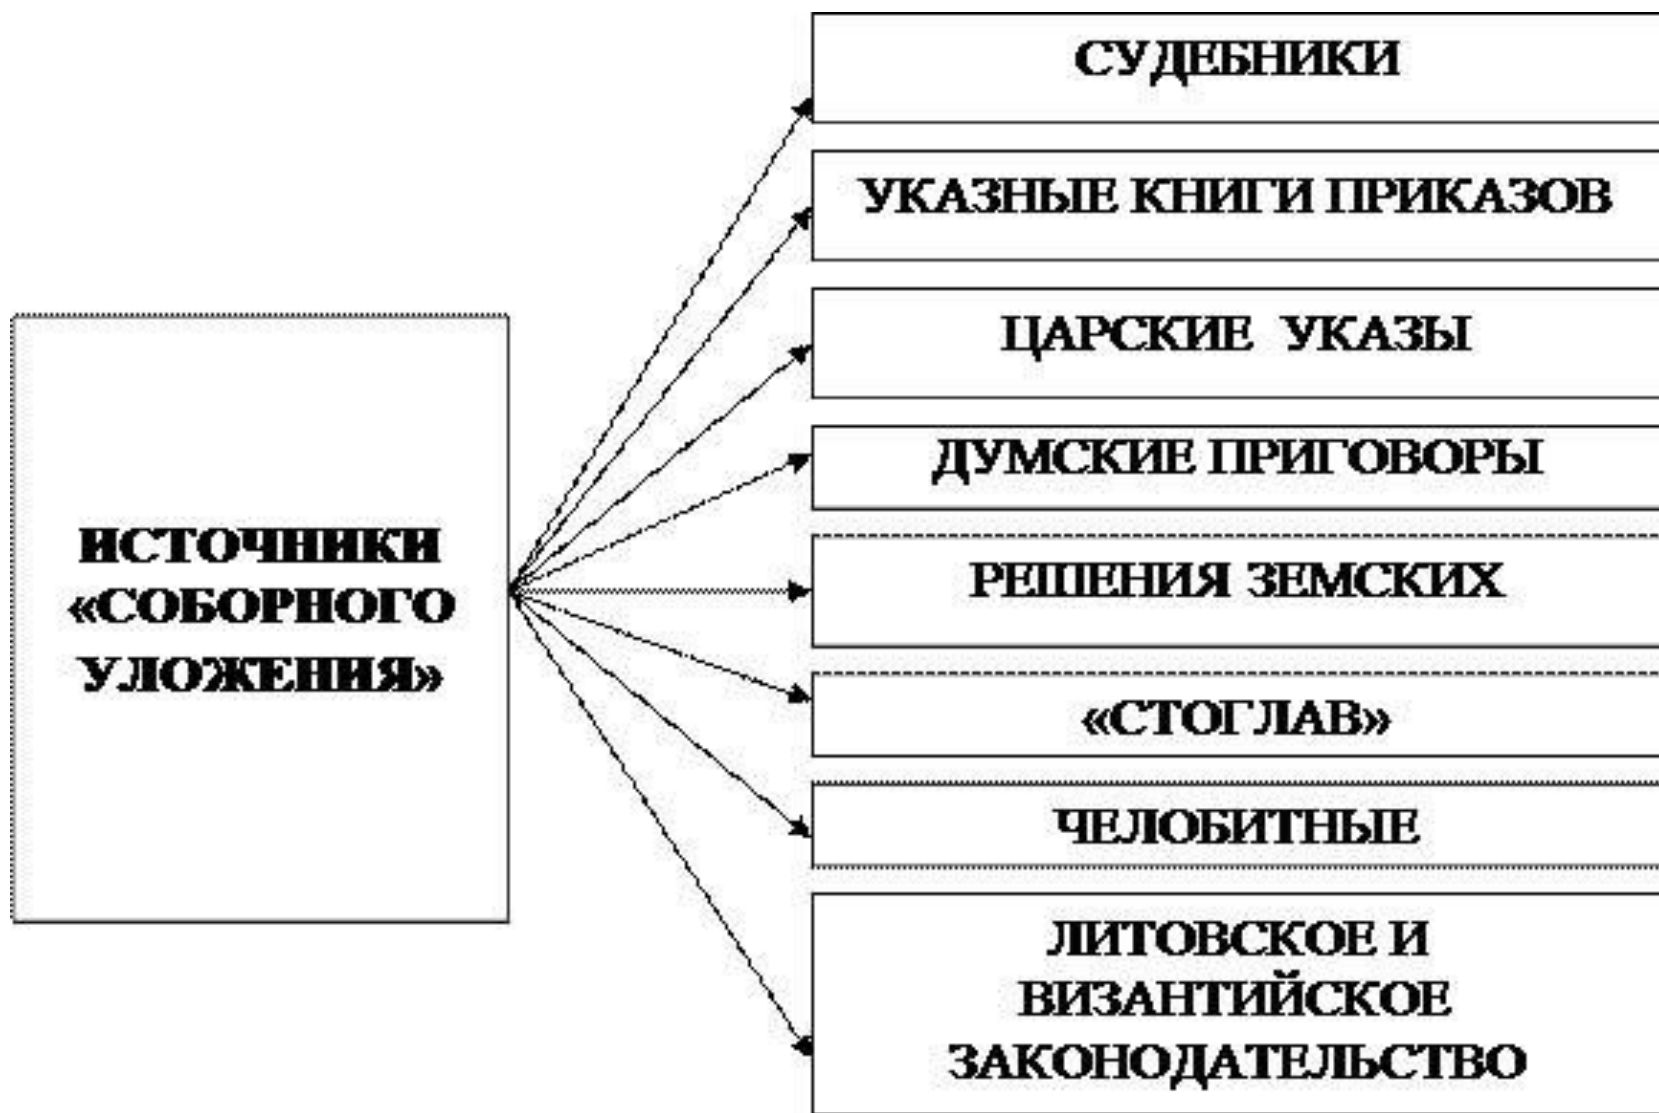 ИСТОЧНИКИ
«СОБОРНОГО
УЛОЖЕНИЯ»
СУДЕБНИКИ
УКАЗНЫЕ КНИГИ ПРИКАЗОВ
ЦАРСКИЕ УКАЗЫ
ДУМСКИЕ ПРИГОВОРЫ
РЕШЕНИЯ ЗЕМСКИХ
«СТОГЛАВ»
ЧЕЛОБИТНЫЕ
ЛИТОВСКОЕ И
ВИЗАНТИЙСКОЕ
ЗАКОНОДАТЕЛЬСТВО